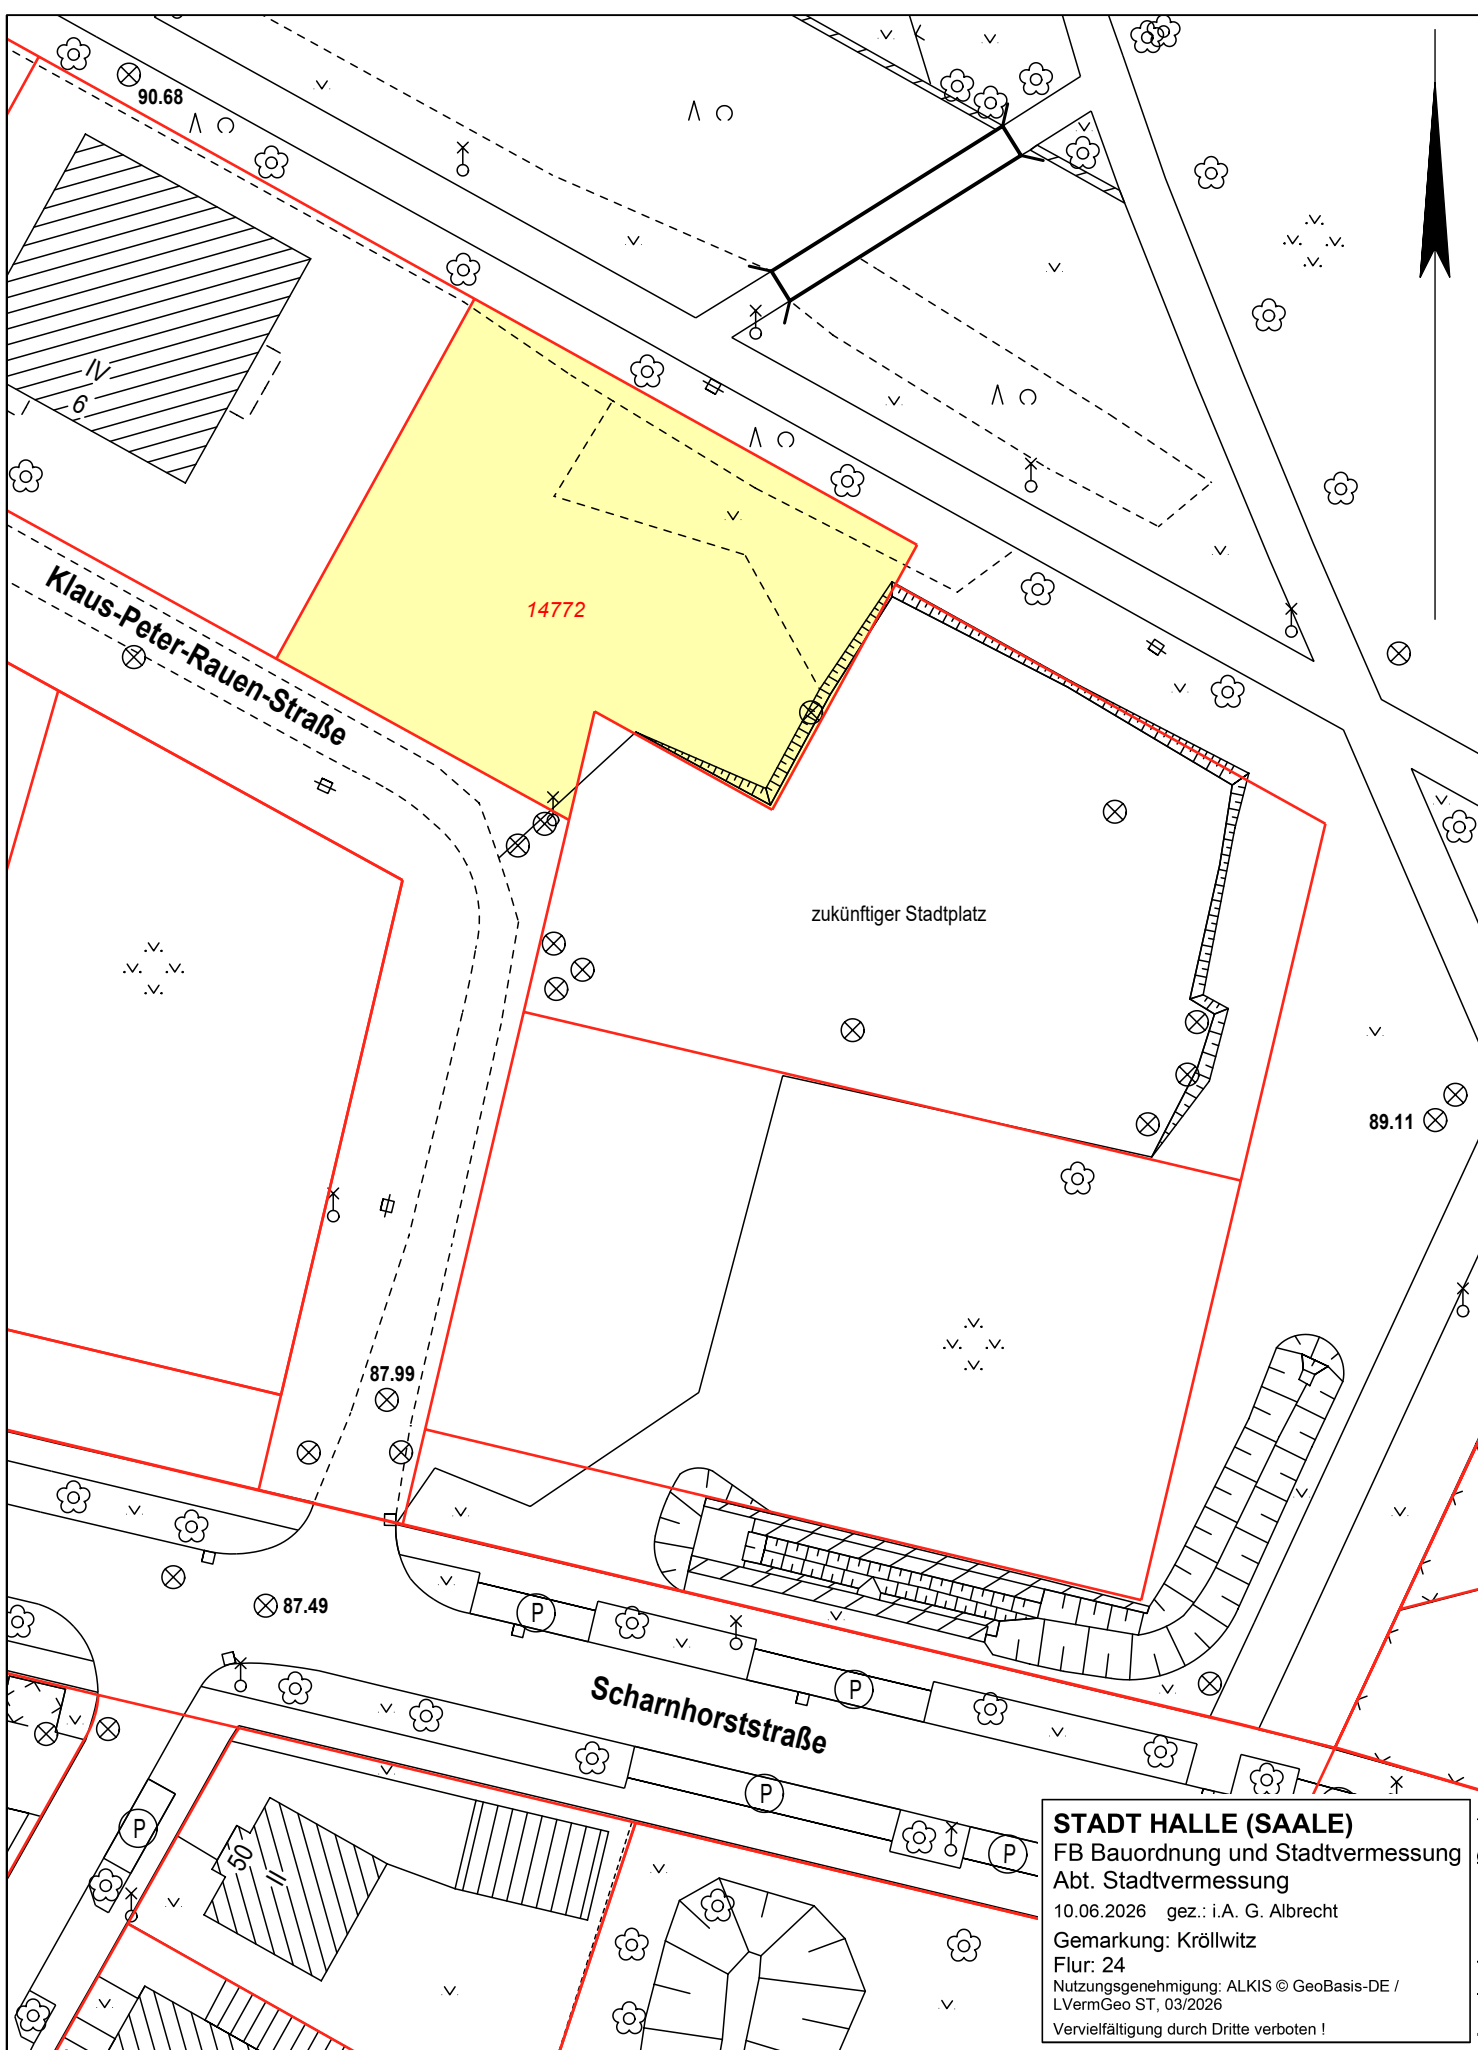 90.68
IV
6
Klaus-Peter-Rauen-Straße
14772
zukünftiger Stadtplatz
89.11
87.99
87.49
P
P
Scharnhorststraße
P
P
P
50
II
STADT HALLE (SAALE)
FB Bauordnung und Stadtvermessung
Abt. Stadtvermessung
10.06.2026 gez.: i.A. G. Albrecht
Gemarkung: Kröllwitz
Flur: 24
Nutzungsgenehmigung: ALKIS © GeoBasis-DE /
LVermGeo ST, 03/2026
Vervielfältigung durch Dritte verboten !